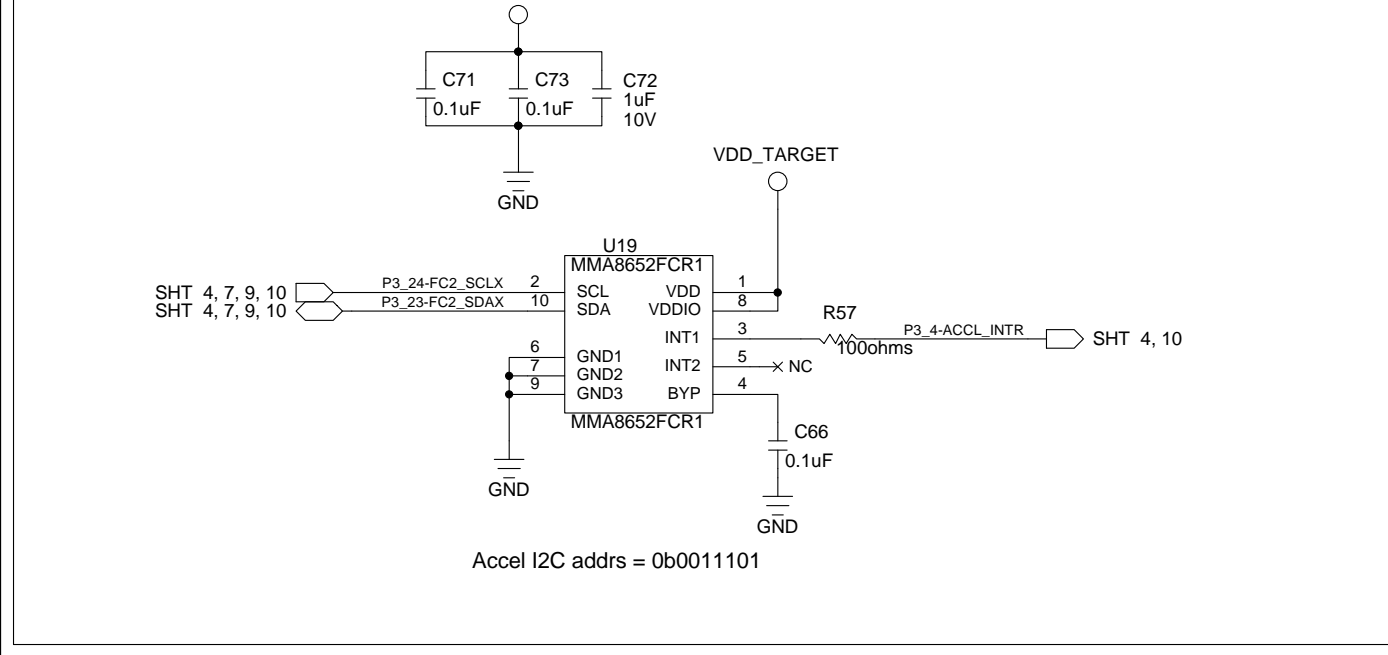 C71
0.1uF
C73
0.1uF
C72
1uF
10V
GND
VDD_TARGET
U19
MMA8652FCR1
SHT 4, 7, 9, 10
P3_24-FC2_SCLX
2
SCL
SHT 4, 7, 9, 10
P3_23-FC2_SDAX
10
SDA
6
GND1
7
GND2
9
GND3
VDD
1
VDDIO
8
INT1
3
R57
100ohms
P3_4-ACCL_INTR
SHT 4, 10
INT2
5
NC
BYP
4
MMA8652FCR1
C66
0.1uF
GND
GND
Accel I2C addrs = 0b0011101